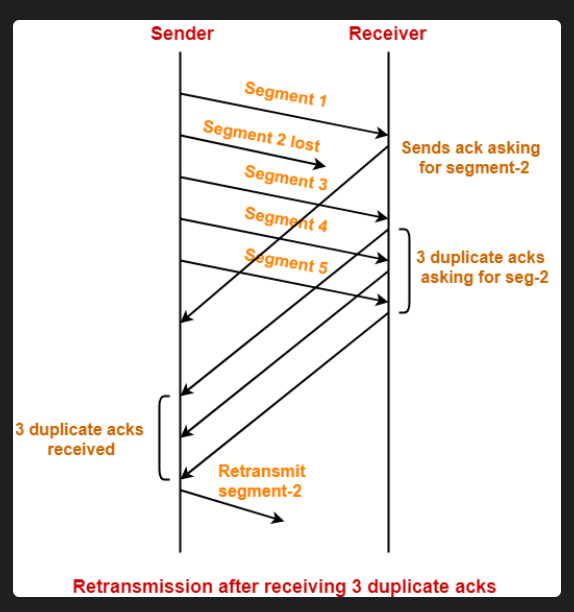 Sender
Receiver
Segment 1
Segment 2 lost
Sends ack asking
for segment-2
Segment 3
Segment 4
Segment 5
3 duplicate acks
asking for seg-2
3 duplicate acks
received
Retransmit
segment-2
Retransmission after receiving 3 duplicate acks